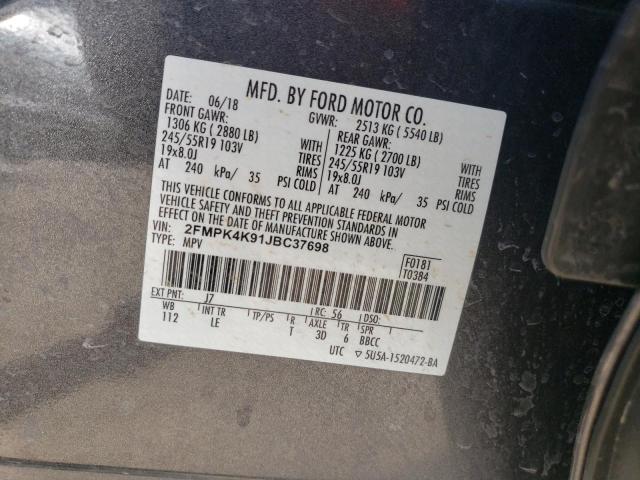 MFD. BY FORD MOTOR CO.
DATE: 06/18 GVWR: 2513 KG ( 5540 LB)
FRONT GAWR: REAR GAWR:
1306 KG ( 2880 LB) WITH 1225 KG ( 2700 LB) WITH
245/55R19 103V TIRES 245/55R19 103V TIRES
19x8.0J RIMS 19x8.0J RIMS
AT 240 kPa/ 35 PSI COLD AT 240 kPa/ 35 PSI COLD
THIS VEHICLE CONFORMS TO ALL APPLICABLE FEDERAL MOTOR
VEHICLE SAFETY AND THEFT PREVENTION STANDARDS IN
EFFECT ON THE DATE OF MANUFACTURE SHOWN ABOVE.
VIN: 2FMPK4K91JBC37698
TYPE: MPV
F0181
T0384
EXT PNT: J7 RC: 56 DSO:
WB INT TR TP/PS R AXLE TR SPR
112 LE T 3D 6 BBCC
UTC ▽ 5U5A-1520472-BA